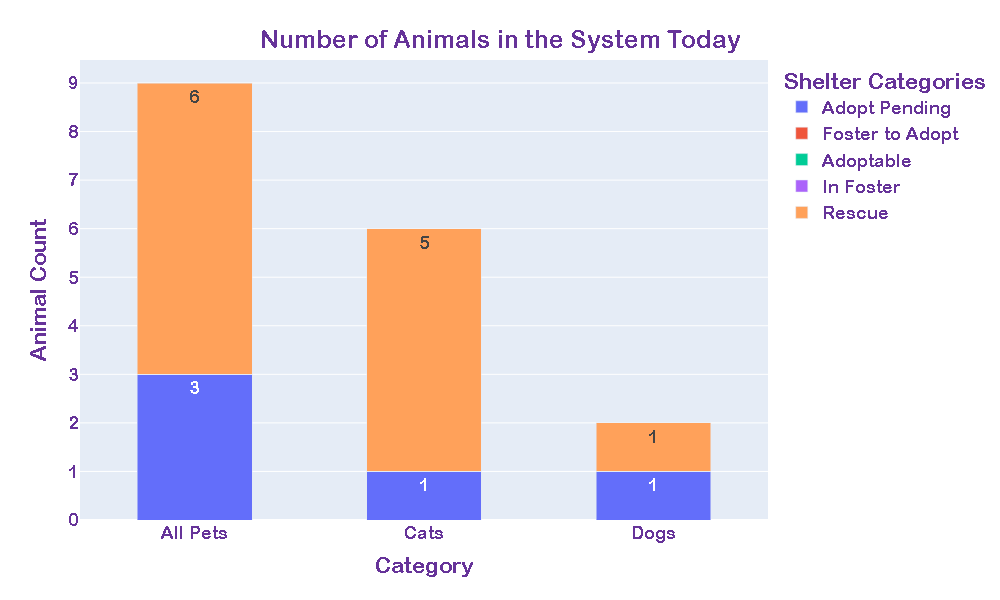 Number of Animals in the System Today
Shelter Categories
Adopt Pending
Foster to Adopt
Adoptable
In Foster
Rescue
Animal Count
9
8
7
6
5
4
3
2
1
0
6
3
5
1
1
1
All Pets
Cats
Dogs
Category